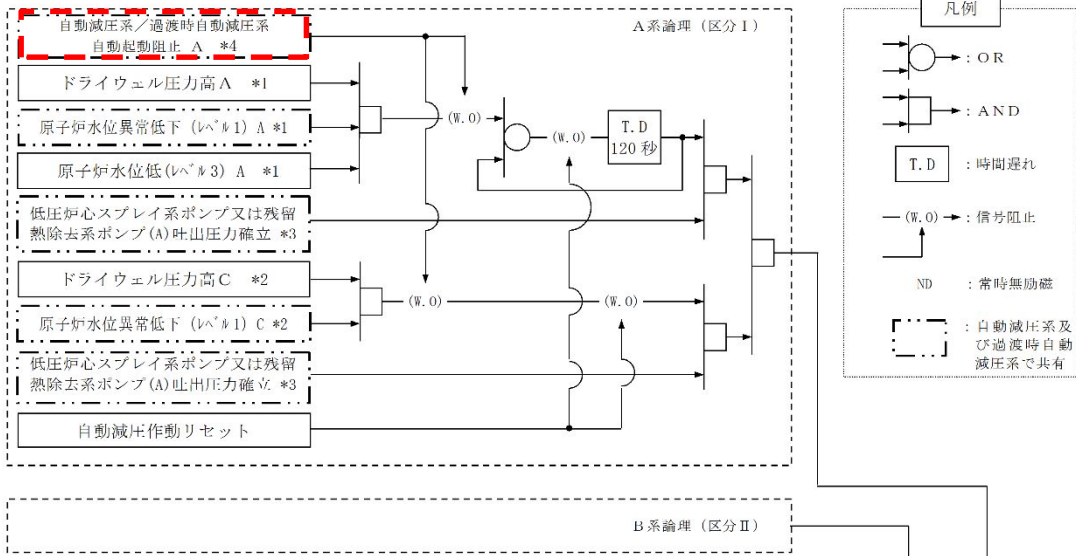 自動減圧系/過渡時自動減圧系
自動起動阻止 A *4
A系論理(区分Ⅰ)
ドライウェル圧力高A *1
原子炉水位異常低下(レベル1)A *1
原子炉水位低(レベル3)A *1
低圧炉心スプレイ系ポンプ又は残留
熱除去系ポンプ(A)吐出圧力確立 *3
ドライウェル圧力高C *2
原子炉水位異常低下(レベル1)C *2
低圧炉心スプレイ系ポンプ又は残留
熱除去系ポンプ(A)吐出圧力確立 *3
自動減圧作動リセット
(W.O)
(W.O)
T.D
120秒
(W.O)
(W.O)
B系論理(区分Ⅱ)
凡例
:OR
:AND
T.D
:時間遅れ
(W.O)
:信号阻止
ND
:常時無励磁
:自動減圧系及
び過渡時自動
減圧系で共有